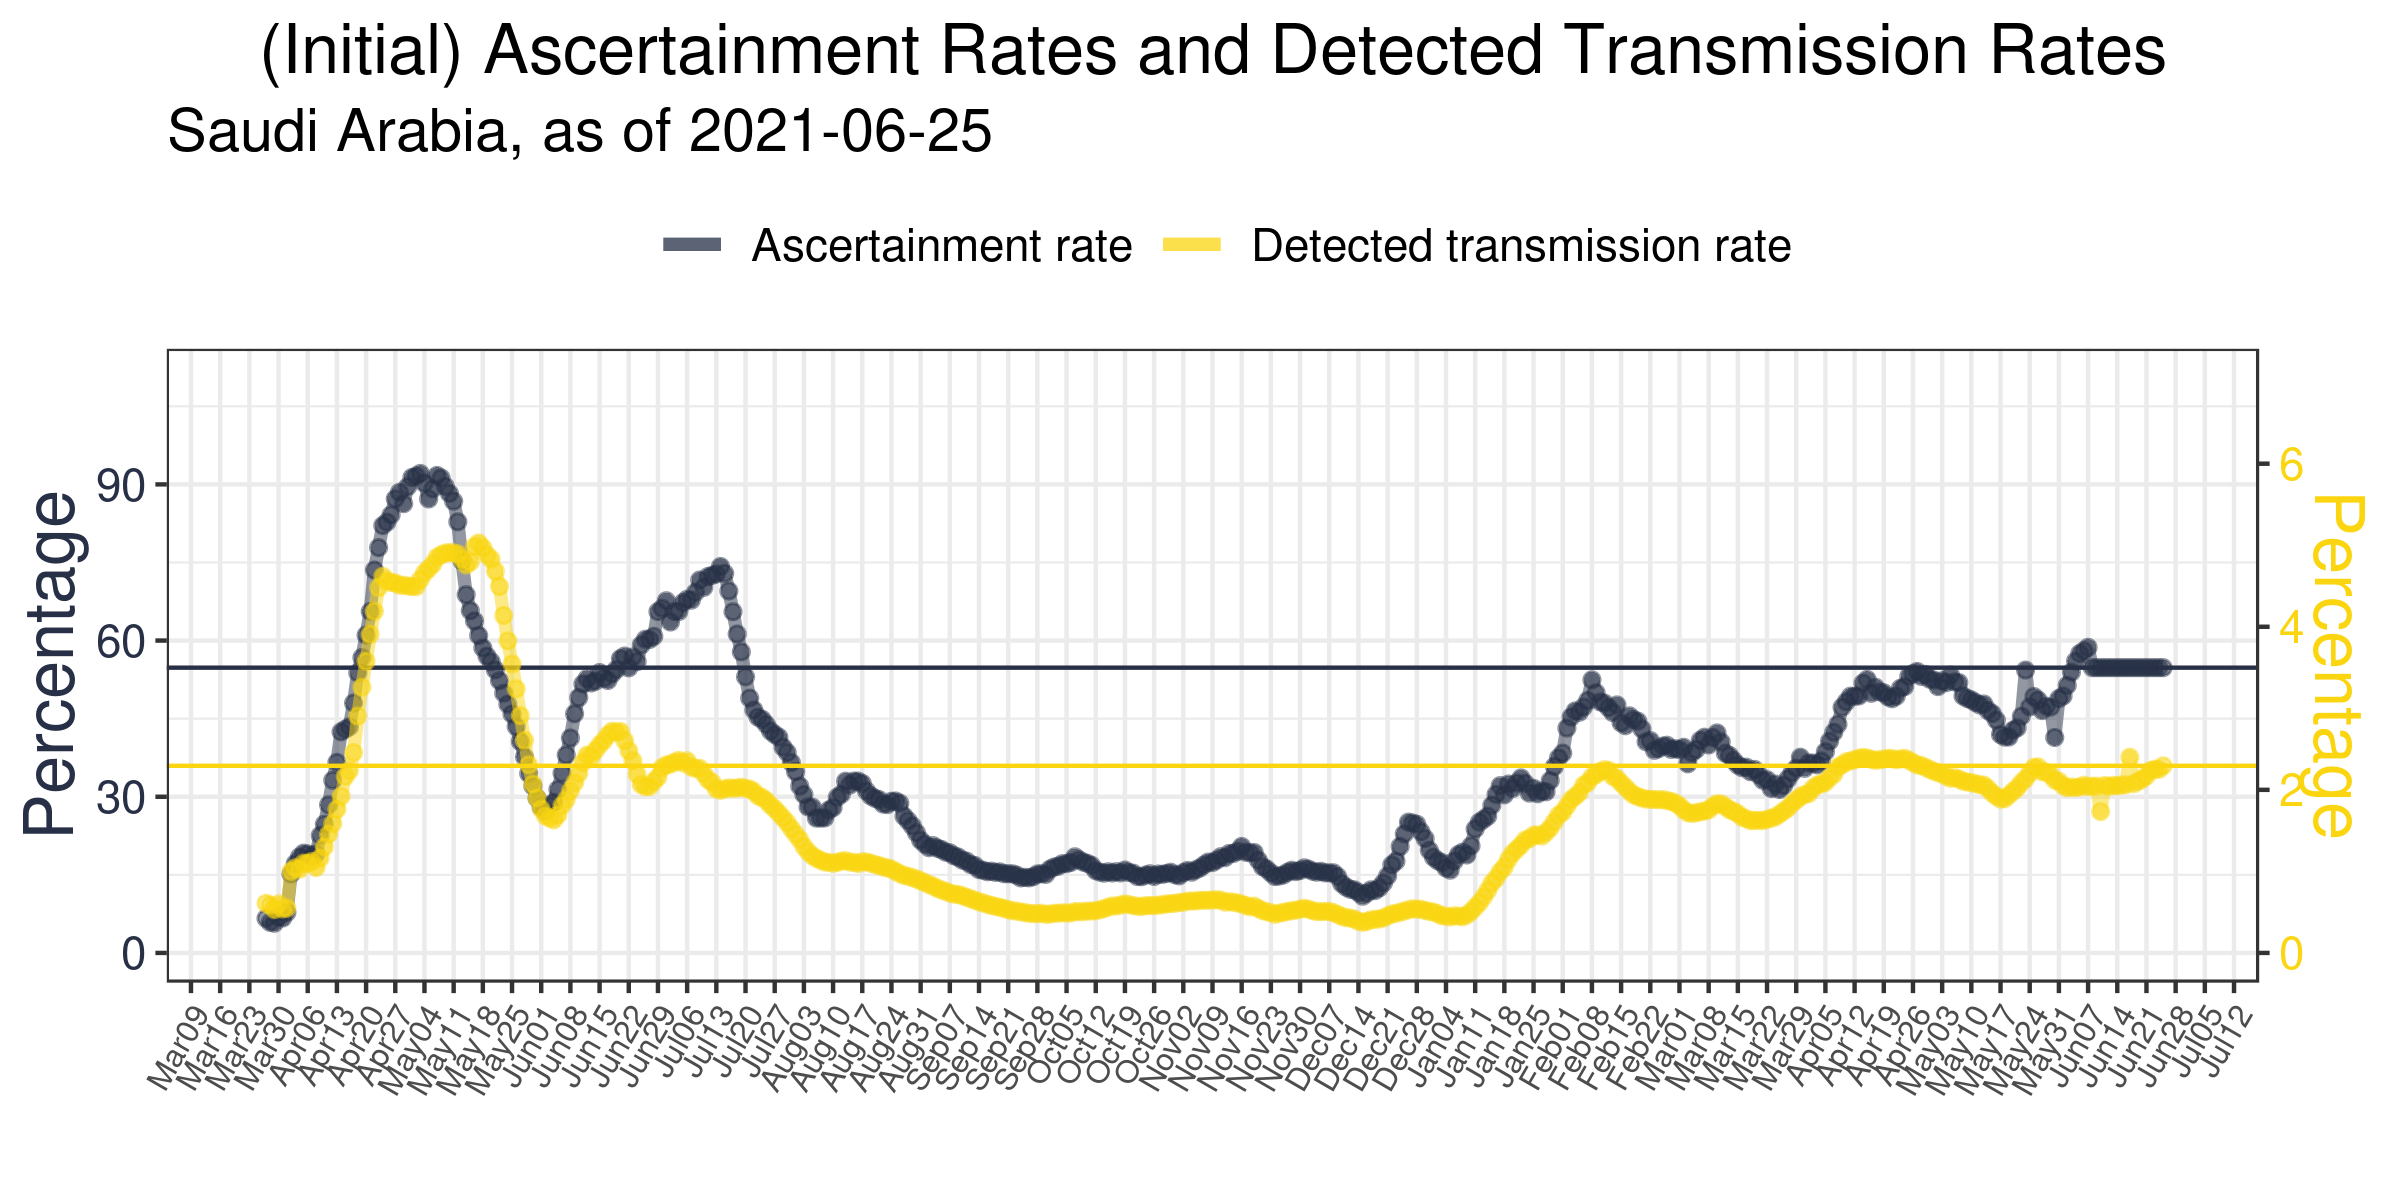 (Initial) Ascertainment Rates and Detected Transmission Rates
Saudi Arabia, as of 2021-06-25
Ascertainment rate Detected transmission rate
Percentage
90
60
30
0
6
4
2
0
Percentage
Mar09 Mar16 Mar23 Mar30 Apr06 Apr13 Apr20 Apr27 May04 May11 May18 May25 Jun01 Jun08 Jun15 Jun22 Jun29 Jul06 Jul13 Jul20 Jul27 Aug03 Aug10 Aug17 Aug24 Aug31 Sep07 Sep14 Sep21 Sep28 Oct05 Oct12 Oct19 Oct26 Nov02 Nov09 Nov16 Nov23 Nov30 Dec07 Dec14 Dec21 Dec28 Jan04 Jan11 Jan18 Jan25 Feb01 Feb08 Feb15 Feb22 Mar01 Mar08 Mar15 Mar22 Mar29 Apr05 Apr12 Apr19 Apr26 May03 May10 May17 May24 May31 Jun07 Jun14 Jun21 Jun28 Jul05 Jul12